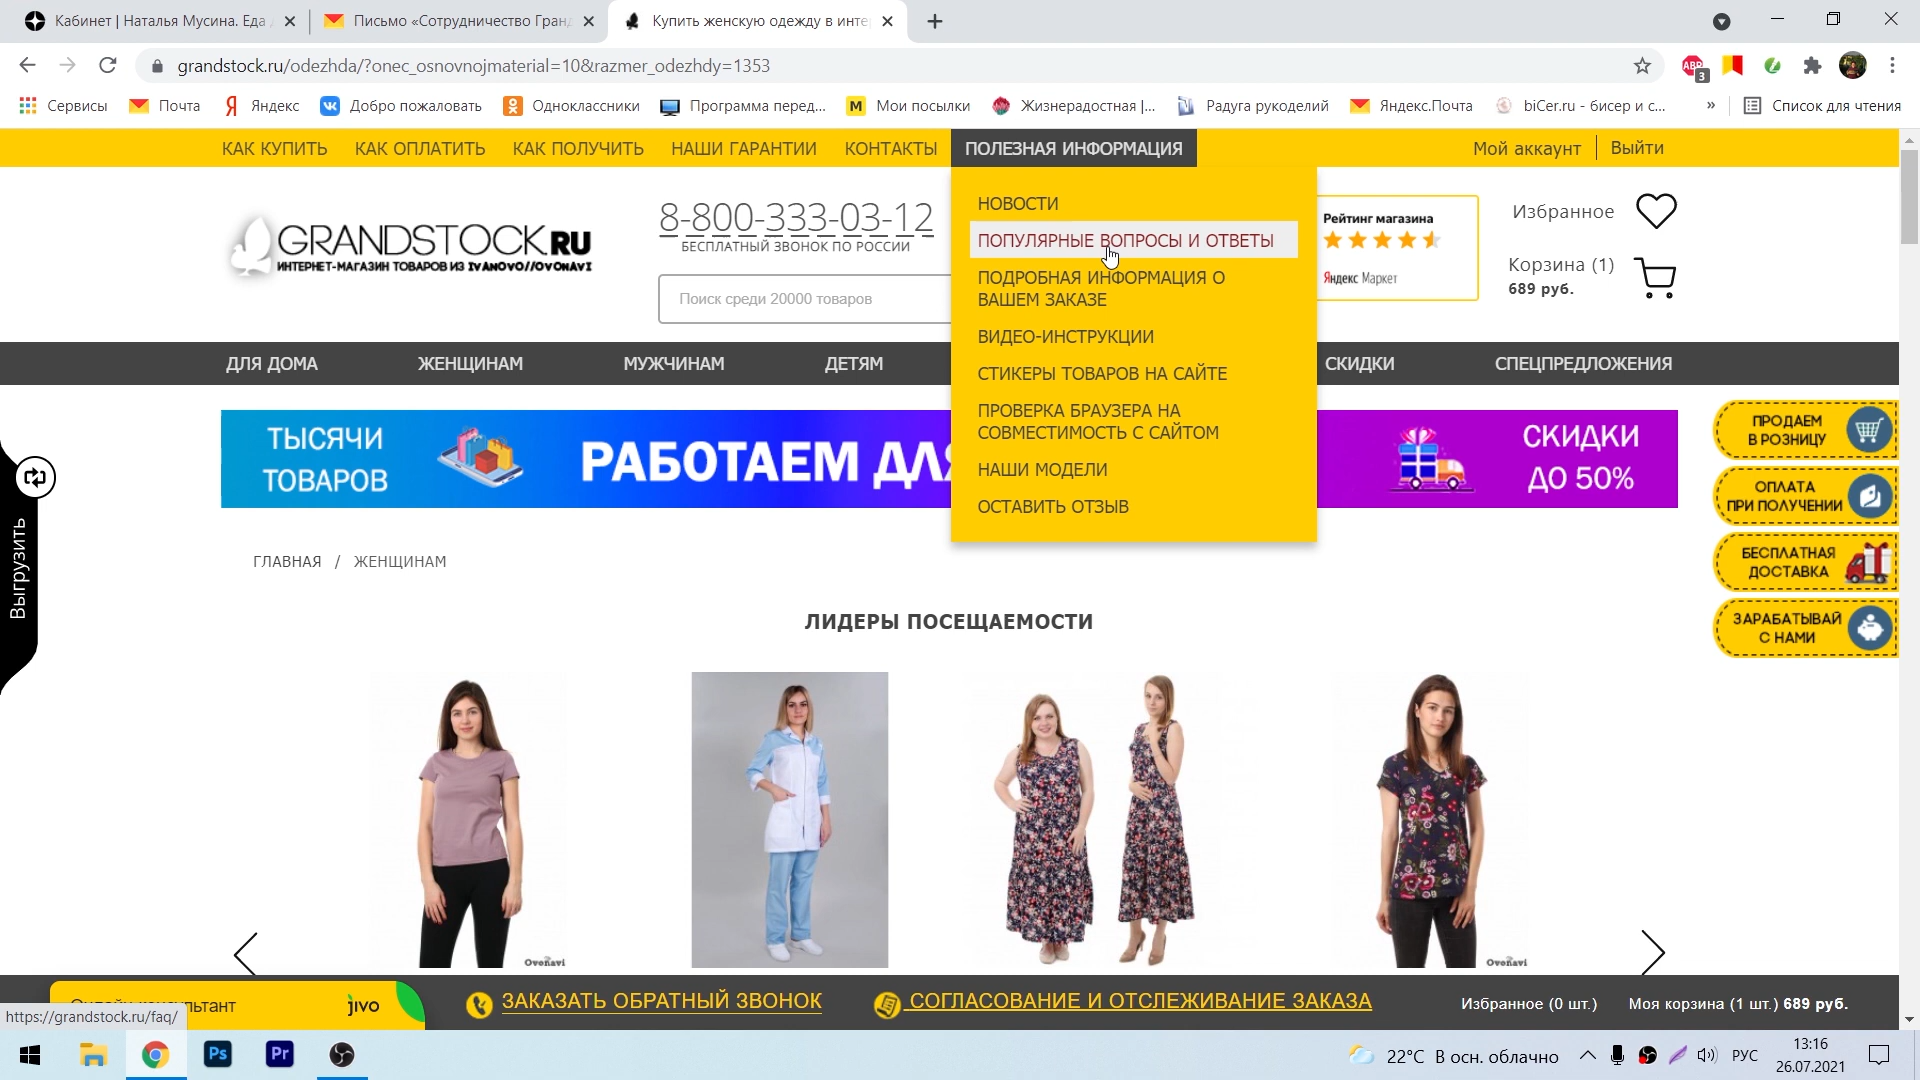 Кабинет | Наталья Мусина. Еда
Письмо «Сотрудничество Гранд
Купить женскую одежду в инте
grandstock.ru/odezhda/?onec_osnovnojmaterial=10&razmer_odezhdy=1353
ABP
3
Сервисы
Почта
Яндекс
Добро пожаловать
Одноклассники
Программа перед...
Мои посылки
Жизнерадостная |...
Радуга рукоделий
Яндекс.Почта
biCer.ru - бисер и с...
»
Список для чтения
КАК КУПИТЬ
КАК ОПЛАТИТЬ
КАК ПОЛУЧИТЬ
НАШИ ГАРАНТИИ
КОНТАКТЫ
ПОЛЕЗНАЯ ИНФОРМАЦИЯ
Мой аккаунт
Выйти
GRANDSTOCK.RU
ИНТЕРНЕТ-МАГАЗИН ТОВАРОВ ИЗ IVANOVO//OVONAVI
8-800-333-03-12
БЕСПЛАТНЫЙ ЗВОНОК ПО РОССИИ
Поиск среди 20000 товаров
НОВОСТИ
ПОПУЛЯРНЫЕ ВОПРОСЫ И ОТВЕТЫ
ПОДРОБНАЯ ИНФОРМАЦИЯ О
ВАШЕМ ЗАКАЗЕ
ВИДЕО-ИНСТРУКЦИИ
СТИКЕРЫ ТОВАРОВ НА САЙТЕ
ПРОВЕРКА БРАУЗЕРА НА
СОВМЕСТИМОСТЬ С САЙТОМ
НАШИ МОДЕЛИ
ОСТАВИТЬ ОТЗЫВ
Рейтинг магазина
Яндекс Маркет
Избранное
Корзина (1)
689 руб.
ДЛЯ ДОМА
ЖЕНЩИНАМ
МУЖЧИНАМ
ДЕТЯМ
СКИДКИ
СПЕЦПРЕДЛОЖЕНИЯ
ТЫСЯЧИ
ТОВАРОВ
РАБОТАЕМ ДЛЯ
СКИДКИ
ДО 50%
ПРОДАЕМ
В РОЗНИЦУ
ОПЛАТА
ПРИ ПОЛУЧЕНИИ
БЕСПЛАТНАЯ
ДОСТАВКА
ЗАРАБАТЫВАЙ
С НАМИ
Выгрузить
ГЛАВНАЯ / ЖЕНЩИНАМ
ЛИДЕРЫ ПОСЕЩАЕМОСТИ
Ovonavi
Ovonavi
jivo
ЗАКАЗАТЬ ОБРАТНЫЙ ЗВОНОК
СОГЛАСОВАНИЕ И ОТСЛЕЖИВАНИЕ ЗАКАЗА
Избранное (0 шт.)
Моя корзина (1 шт.) 689 руб.
https://grandstock.ru/faq/
Ps
Pr
22°C В осн. облачно
РУС
13:16
26.07.2021